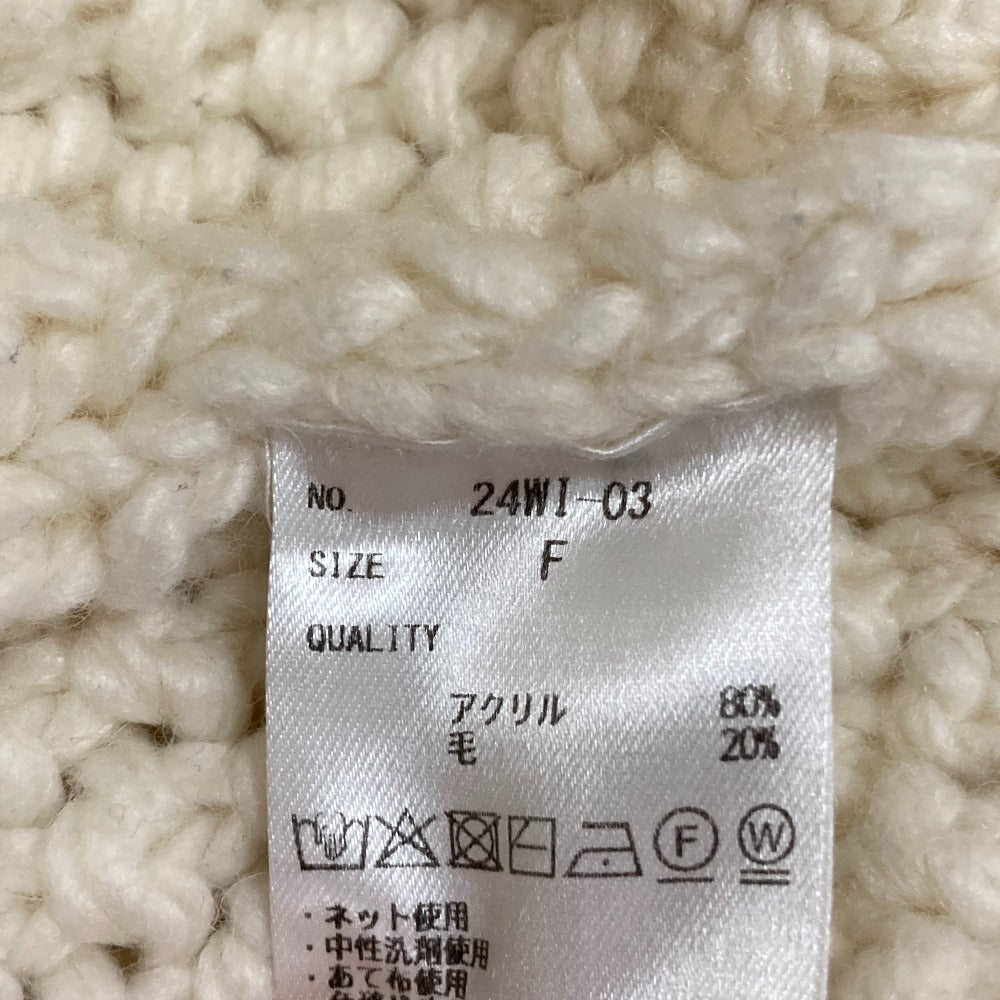 NO. 24WI-03
SIZE F
QUALITY
アクリル 80%
毛 20%
F W
・ネット使用
・中性洗剤使用
・あて布使用